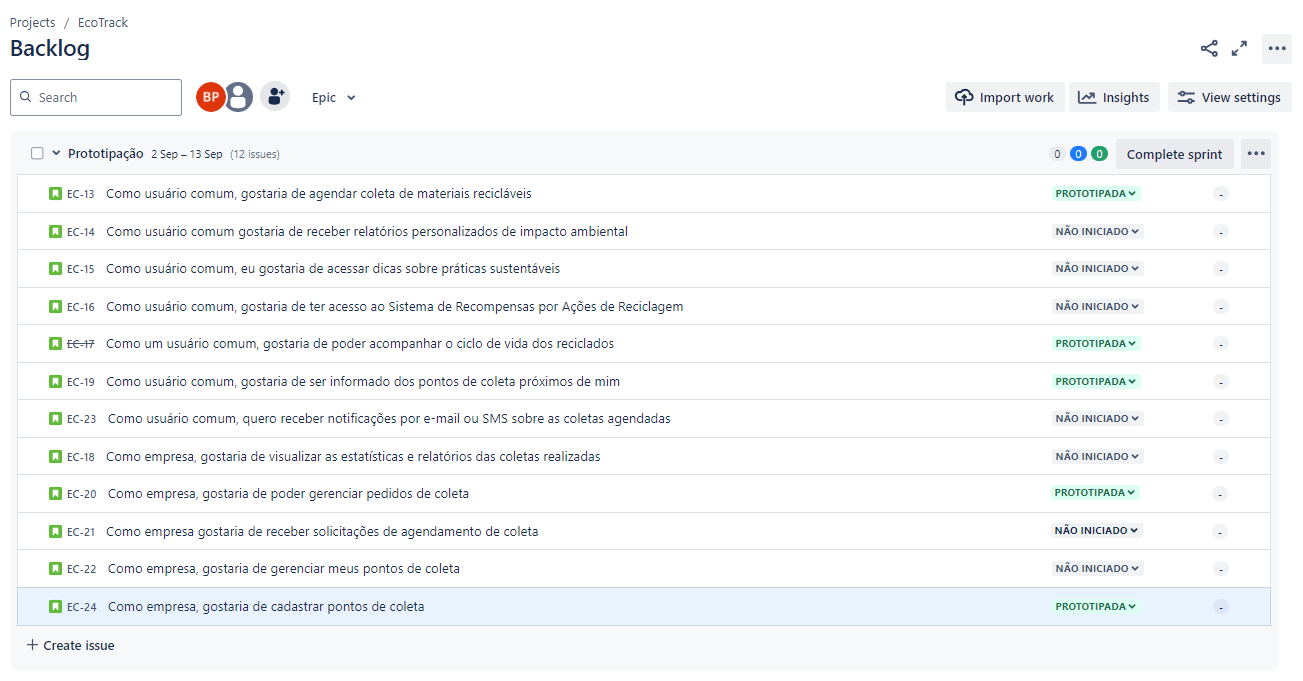 Projects / EcoTrack
Backlog
Search BP Epic Import work Insights View settings
Prototipação 2 Sep – 13 Sep (12 issues) 0 0 0 Complete sprint
EC-13 Como usuário comum, gostaria de agendar coleta de materiais recicláveis PROTOTIPADA -
EC-14 Como usuário comum gostaria de receber relatórios personalizados de impacto ambiental NÃO INICIADO -
EC-15 Como usuário comum, eu gostaria de acessar dicas sobre práticas sustentáveis NÃO INICIADO -
EC-16 Como usuário comum, gostaria de ter acesso ao Sistema de Recompensas por Ações de Reciclagem NÃO INICIADO -
EC-17 Como um usuário comum, gostaria de poder acompanhar o ciclo de vida dos reciclados PROTOTIPADA -
EC-19 Como usuário comum, gostaria de ser informado dos pontos de coleta próximos de mim PROTOTIPADA -
EC-23 Como usuário comum, quero receber notificações por e-mail ou SMS sobre as coletas agendadas NÃO INICIADO -
EC-18 Como empresa, gostaria de visualizar as estatísticas e relatórios das coletas realizadas NÃO INICIADO -
EC-20 Como empresa, gostaria de poder gerenciar pedidos de coleta PROTOTIPADA -
EC-21 Como empresa gostaria de receber solicitações de agendamento de coleta NÃO INICIADO -
EC-22 Como empresa, gostaria de gerenciar meus pontos de coleta NÃO INICIADO -
EC-24 Como empresa, gostaria de cadastrar pontos de coleta PROTOTIPADA -
+ Create issue